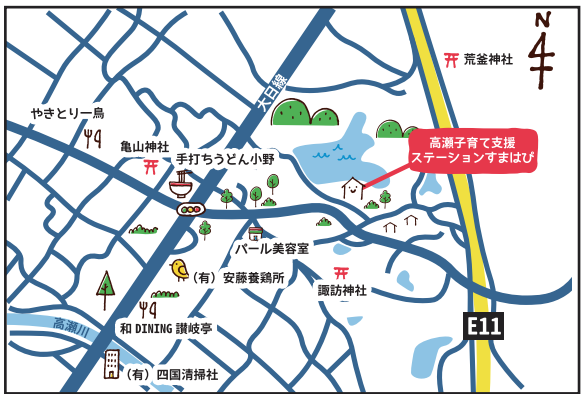 N
荒釜神社
大日線
やきとり一鳥
亀山神社
手打ちうどん小野
高瀬子育て支援
ステーションすまはぴ
パール美容室
(有)安藤養鶏所
諏訪神社
高瀬川
和 DINING 讃岐亭
E11
(有)四国清掃社